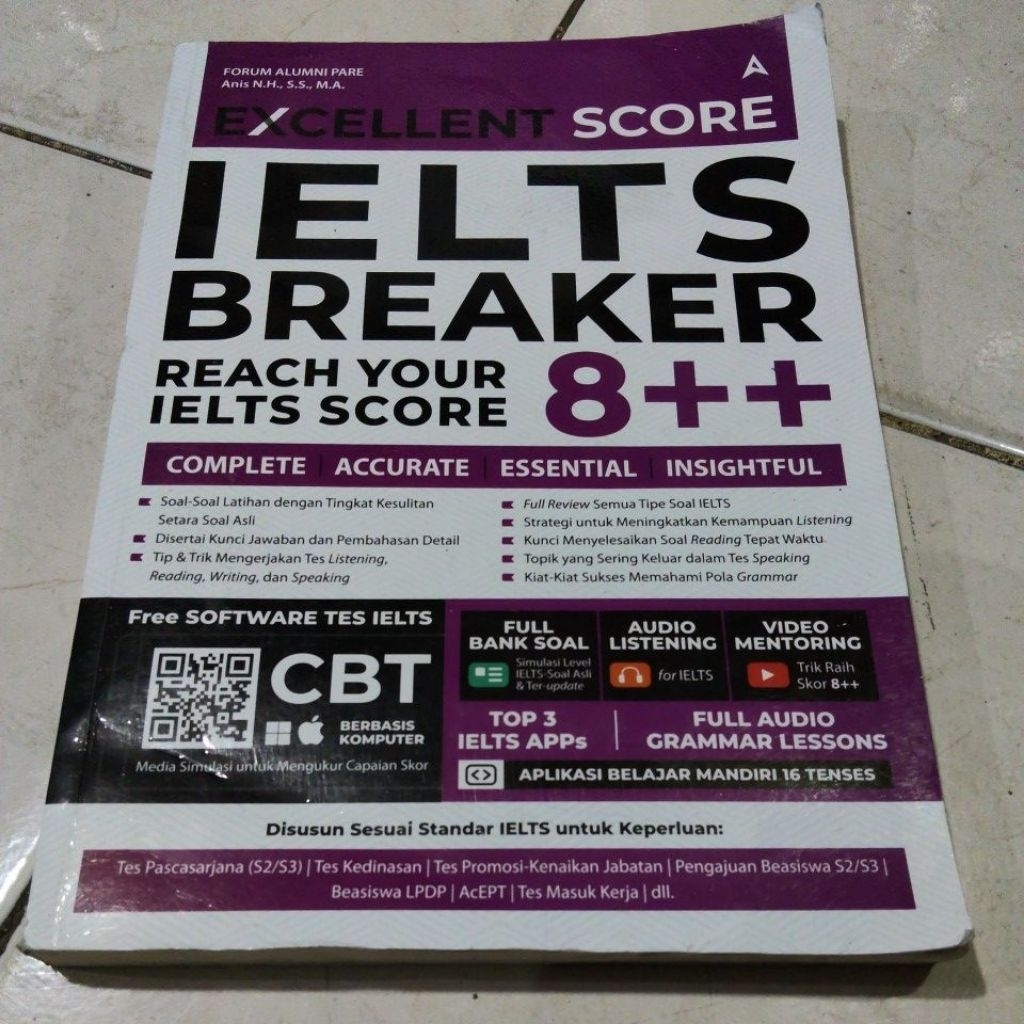 FORUM ALUMNI PARE
Anis N.H., S.S., M.A.
EXCELLENT SCORE
IELTS
BREAKER
REACH YOUR
IELTS SCORE
8++
COMPLETE | ACCURATE | ESSENTIAL | INSIGHTFUL
Soal-Soal Latihan dengan Tingkat Kesulitan
Setara Soal Asli
Disertai Kunci Jawaban dan Pembahasan Detail
Tip & Trik Mengerjakan Tes Listening,
Reading, Writing, dan Speaking
Full Review Semua Tipe Soal IELTS
Strategi untuk Meningkatkan Kemampuan Listening
Kunci Menyelesaikan Soal Reading Tepat Waktu
Topik yang Sering Keluar dalam Tes Speaking
Kiat-Kiat Sukses Memahami Pola Grammar
Free SOFTWARE TES IELTS
CBT
BERBASIS
KOMPUTER
Media Simulasi untuk Mengukur Capaian Skor
FULL
BANK SOAL
Simulasi Level
IELTS-Soal Asli
& Ter-update
AUDIO
LISTENING
for IELTS
VIDEO
MENTORING
Trik Raih
Skor 8++
TOP 3
IELTS APPs
FULL AUDIO
GRAMMAR LESSONS
APLIKASI BELAJAR MANDIRI 16 TENSES
Disusun Sesuai Standar IELTS untuk Keperluan:
Tes Pascasarjana (S2/S3) | Tes Kedinasan | Tes Promosi-Kenaikan Jabatan | Pengajuan Beasiswa S2/S3 |
Beasiswa LPDP | AcEPT | Tes Masuk Kerja | dll.